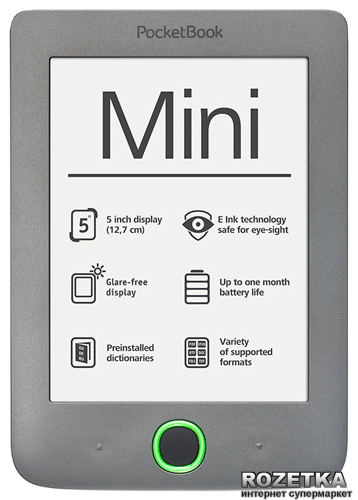 PocketBook
Mini
5"
5 inch display
(12,7 cm)
E Ink technology
safe for eye-sight
Glare-free
display
Up to one month
battery life
Preinstalled
dictionaries
Variety
of supported
formats
ROZETKA
интернет супермаркет